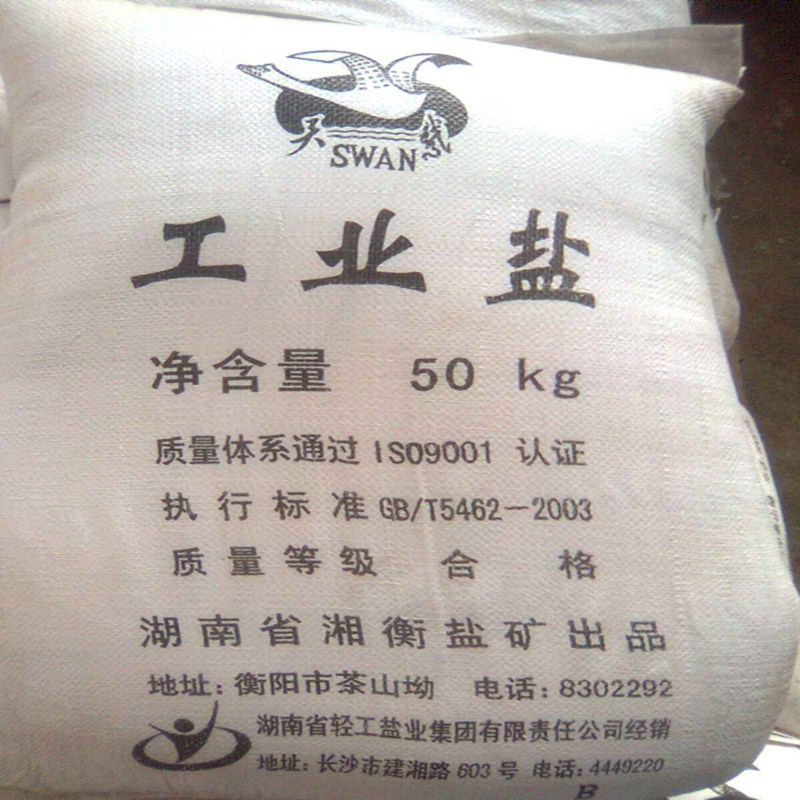 天鹅
SWAN
工业盐
净含量 50 kg
质量体系通过 ISO9001 认证
执行标准 GB/T5462-2003
质量等级 合格
湖南省湘衡盐矿出品
地址:衡阳市茶山坳 电话:8302292
湖南省轻工盐业集团有限责任公司经销
地址:长沙市建湘路 603 号 电话:4449220
B